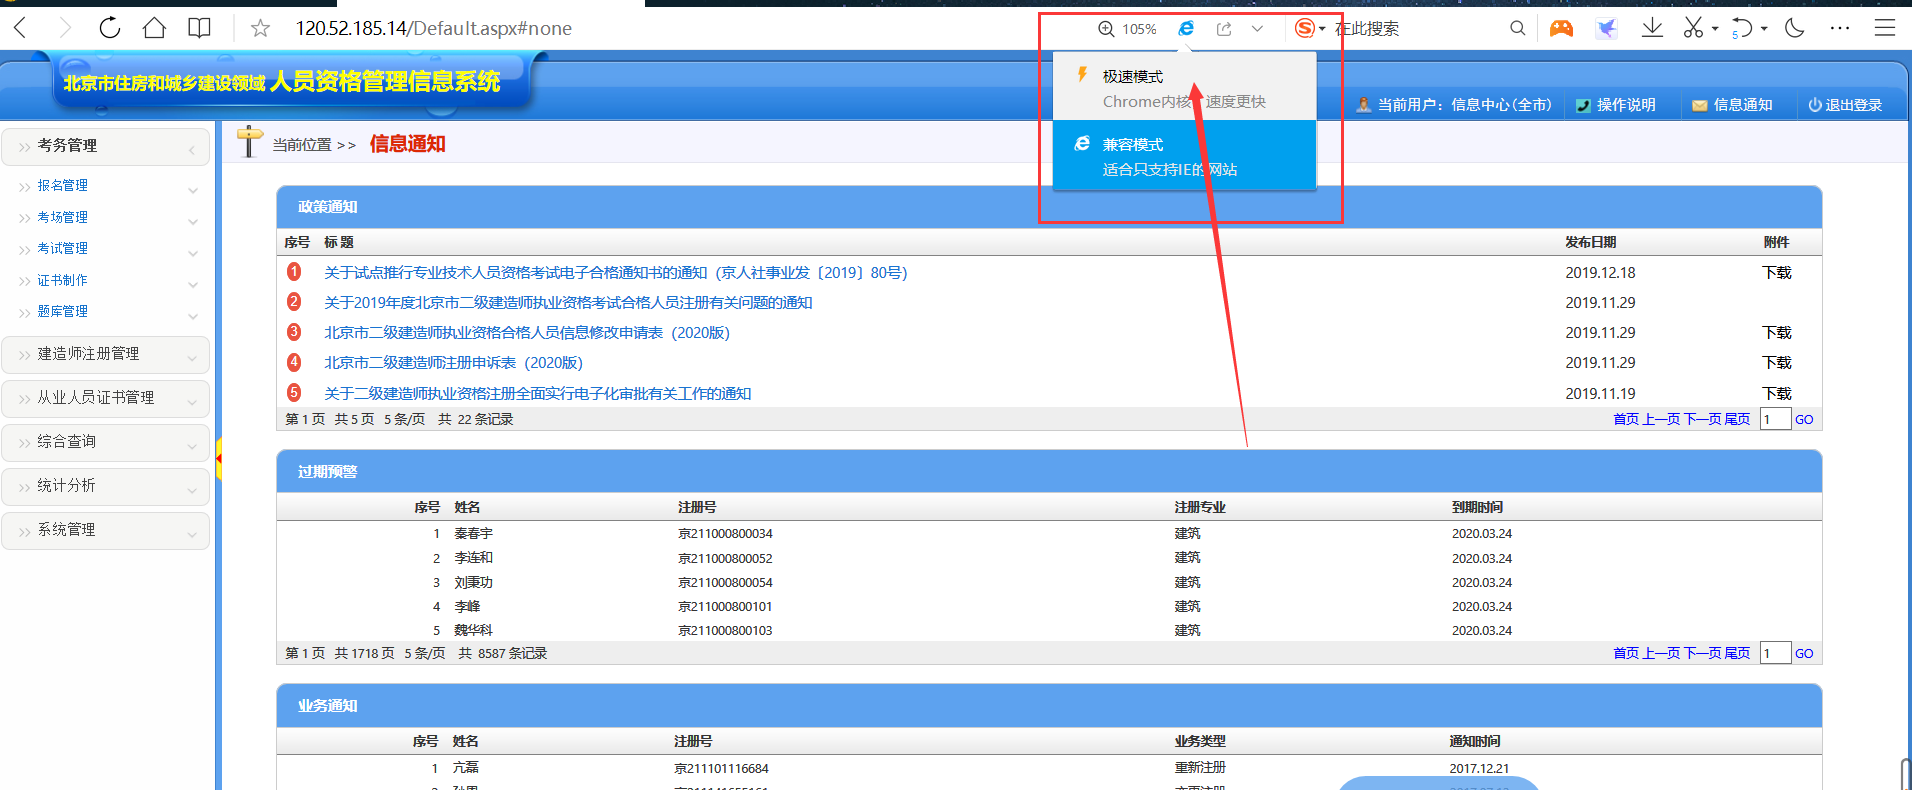 120.52.185.14/Default.aspx#none
105%
在此搜索
5
极速模式
Chrome内核 速度更快
兼容模式
适合只支持IE的网站
北京市住房和城乡建设领域 人员资格管理信息系统
当前用户：信息中心(全市)
操作说明
信息通知
退出登录
考务管理
报名管理
考场管理
考试管理
证书制作
题库管理
建造师注册管理
从业人员证书管理
综合查询
统计分析
系统管理
当前位置 >> 信息通知
政策通知
序号 标 题 发布日期 附件
1 关于试点推行专业技术人员资格考试电子合格通知书的通知（京人社事业发〔2019〕80号） 2019.12.18 下载
2 关于2019年度北京市二级建造师执业资格考试合格人员注册有关问题的通知 2019.11.29
3 北京市二级建造师执业资格合格人员信息修改申请表（2020版） 2019.11.29 下载
4 北京市二级建造师注册申诉表（2020版） 2019.11.29 下载
5 关于二级建造师执业资格注册全面实行电子化审批有关工作的通知 2019.11.19 下载
第 1 页 共 5 页 5 条/页 共 22 条记录 首页 上一页 下一页 尾页 1 GO
过期预警
序号 姓名 注册号 注册专业 到期时间
1 秦春宇 京211000800034 建筑 2020.03.24
2 李连和 京211000800052 建筑 2020.03.24
3 刘秉功 京211000800054 建筑 2020.03.24
4 李峰 京211000800101 建筑 2020.03.24
5 魏华科 京211000800103 建筑 2020.03.24
第 1 页 共 1718 页 5 条/页 共 8587 条记录 首页 上一页 下一页 尾页 1 GO
业务通知
序号 姓名 注册号 业务类型 通知时间
1 亢磊 京211101116684 重新注册 2017.12.21